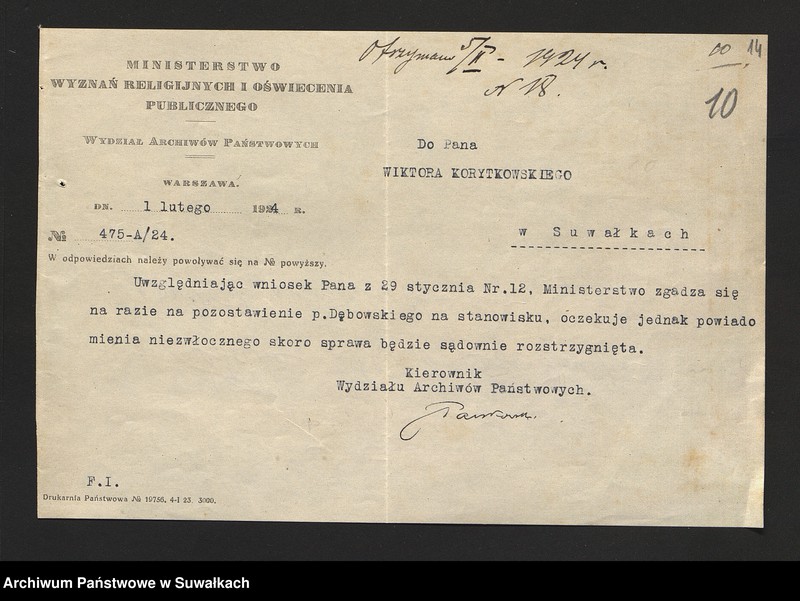 Otrzymano 5/II - 1924 r.
N 18.
00 14
10
MINISTERSTWO
WYZNAŃ RELIGIJNYCH I OŚWIECENIA
PUBLICZNEGO
WYDZIAŁ ARCHIWÓW PAŃSTWOWYCH
WARSZAWA.
DN. 1 lutego 1924 R.
№ 475-A/24.
W odpowiedziach należy powoływać się na № powyższy.
Do Pana
WIKTORA KORYTKOWSKIEGO
w Suwałkach
Uwzględniając wniosek Pana z 29 stycznia Nr.12, Ministerstwo zgadza się
na razie na pozostawienie p.Dębowskiego na stanowisku, oczekuje jednak powiado
mienia niezwłocznego skoro sprawa będzie sądownie rozstrzygnięta.
Kierownik
Wydziału Archiwów Państwowych.
F.I.
Drukarnia Państwowa № 19756. 4-I 23. 3000.
Archiwum Państwowe w Suwałkach